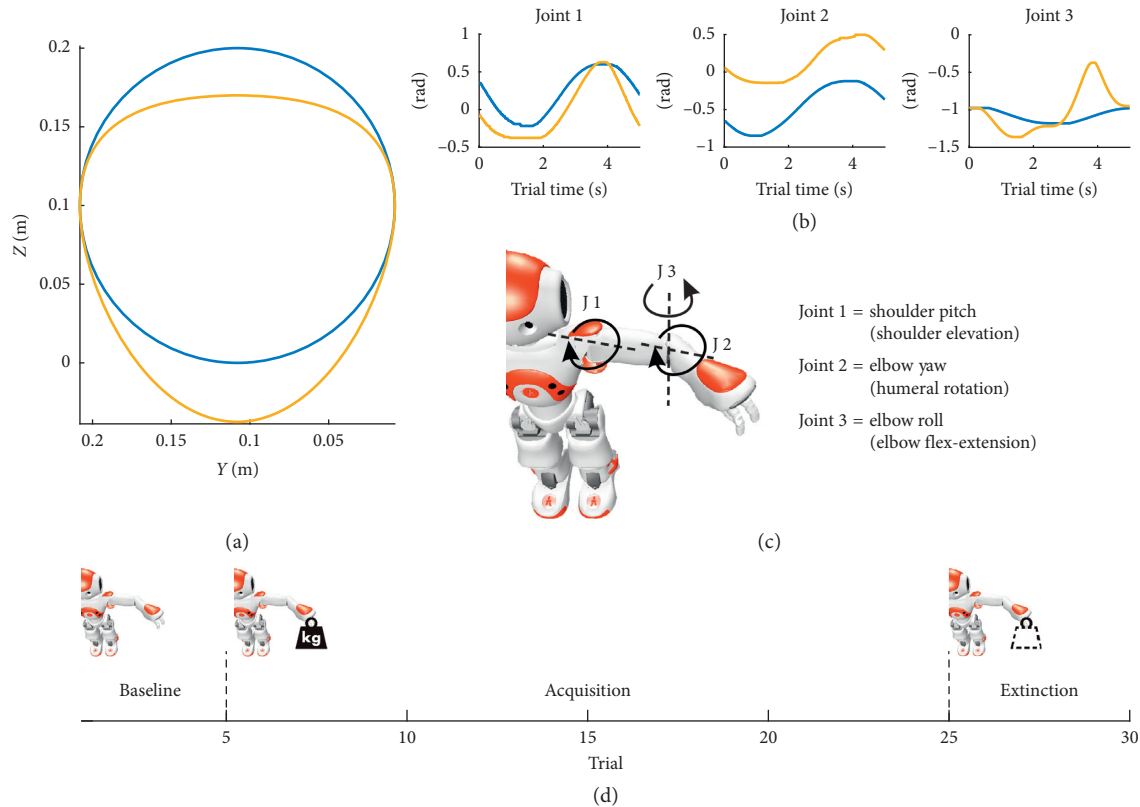 0.2
0.15
0.1
0.05
0
Z (m)
0.2
0.15
0.1
0.05
Y (m)
(a)
Joint 1
1
0.5
0
−0.5
(rad)
0
2
4
Trial time (s)
Joint 2
0.5
0
−0.5
−1
(rad)
0
2
4
Trial time (s)
Joint 3
0
−0.5
−1
−1.5
(rad)
0
2
4
Trial time (s)
(b)
J 1
J 3
J 2
Joint 1 = shoulder pitch
(shoulder elevation)
Joint 2 = elbow yaw
(humeral rotation)
Joint 3 = elbow roll
(elbow flex-extension)
(c)
kg
Baseline
Acquisition
Extinction
5
10
15
20
25
30
Trial
(d)